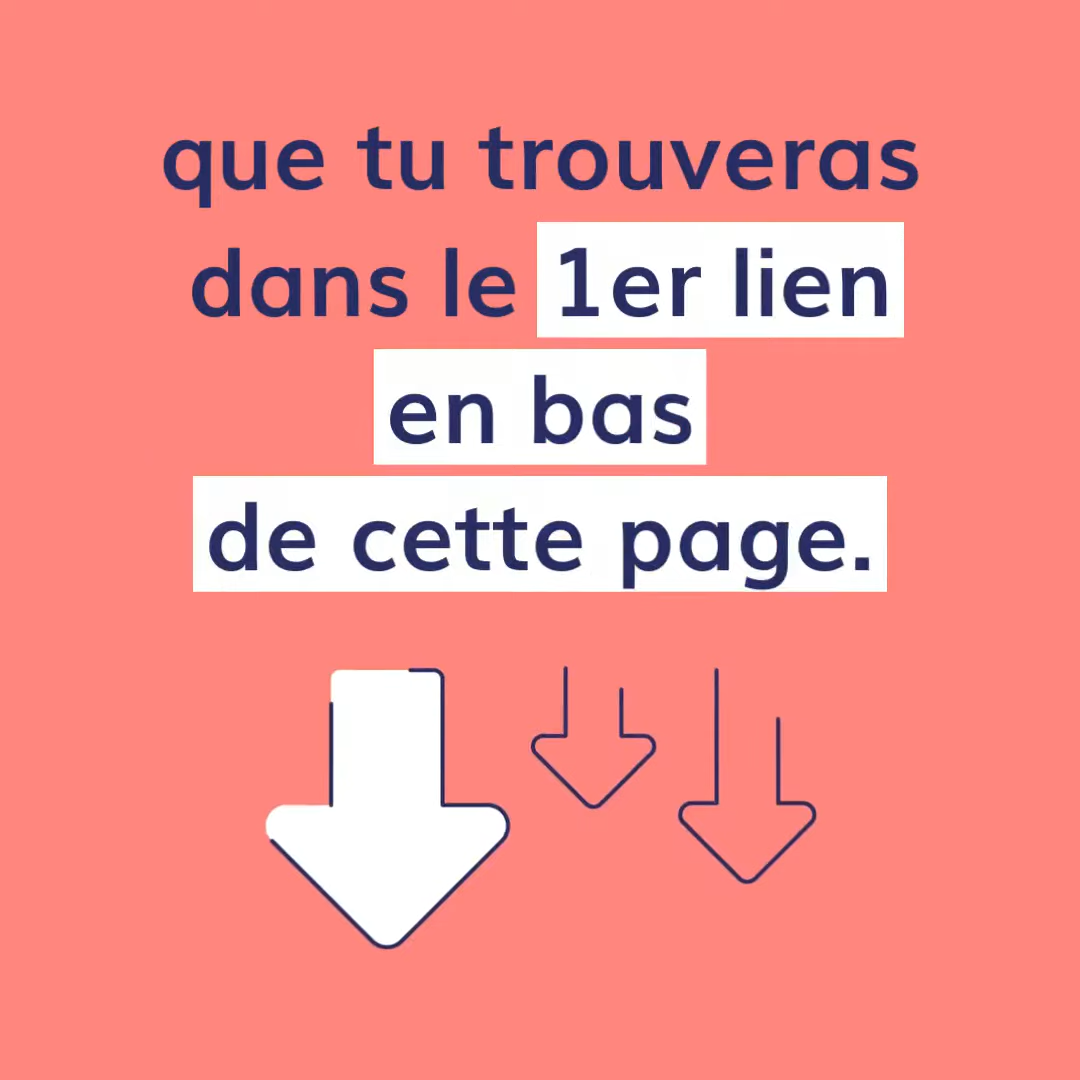 que tu trouveras
dans le 1er lien
en bas
de cette page.